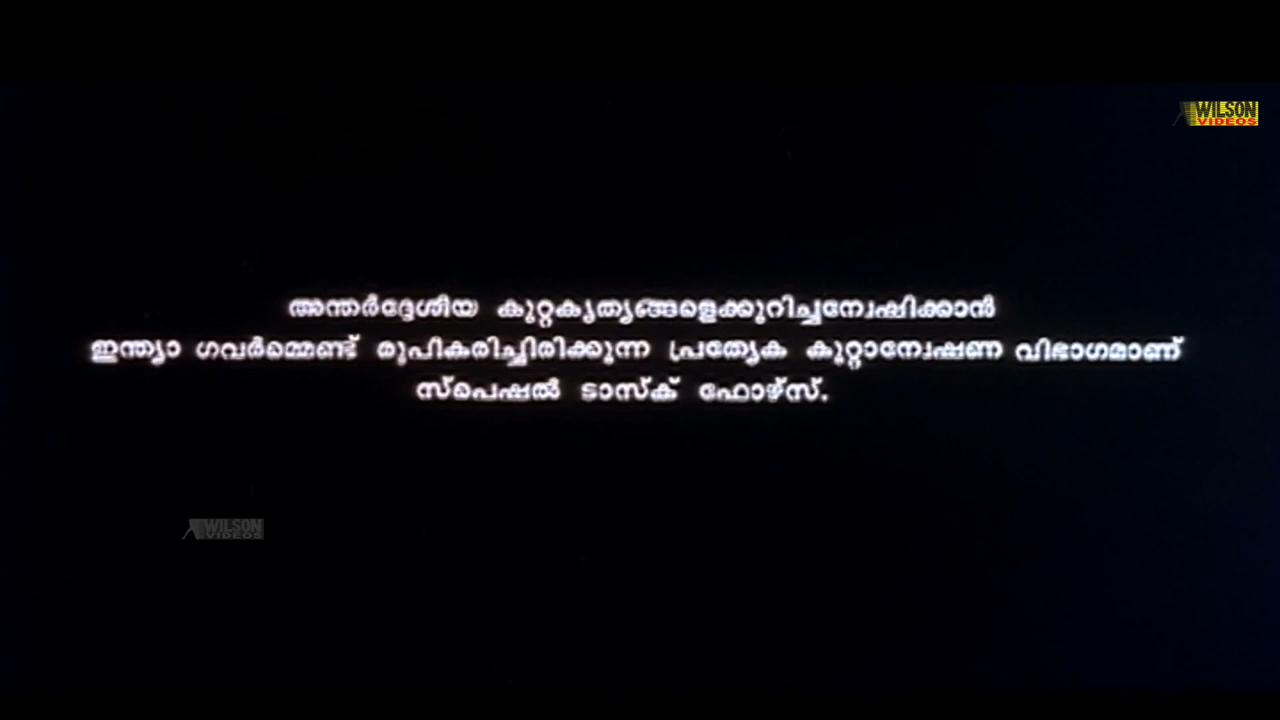 WILSON
VIDEOS
അന്തർദ്ദേശീയ കുറ്റകൃത്യങ്ങളെക്കുറിച്ചന്വേഷിക്കാൻ
ഇന്ത്യാ ഗവർമ്മെണ്ട് രൂപികരിച്ചിരിക്കുന്ന പ്രത്യേക കുറ്റാന്വേഷണ വിഭാഗമാണ്
സ്പെഷൽ ടാസ്ക് ഫോഴ്സ്.
WILSON
VIDEOS